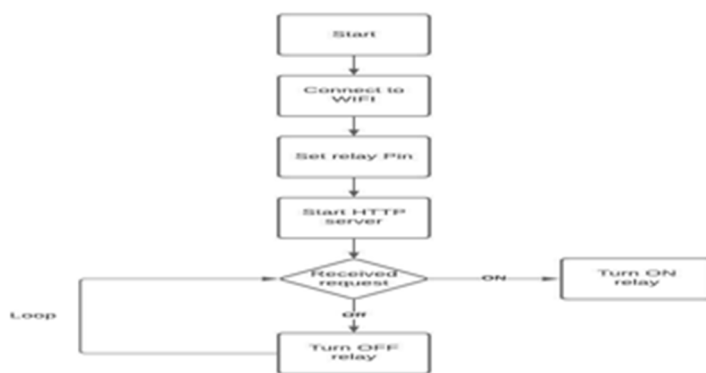 Start
Connect to
WIFI
Set relay Pin
Start HTTP
server
Received
request
ON
Turn ON
relay
Loop
Off
Turn OFF
relay